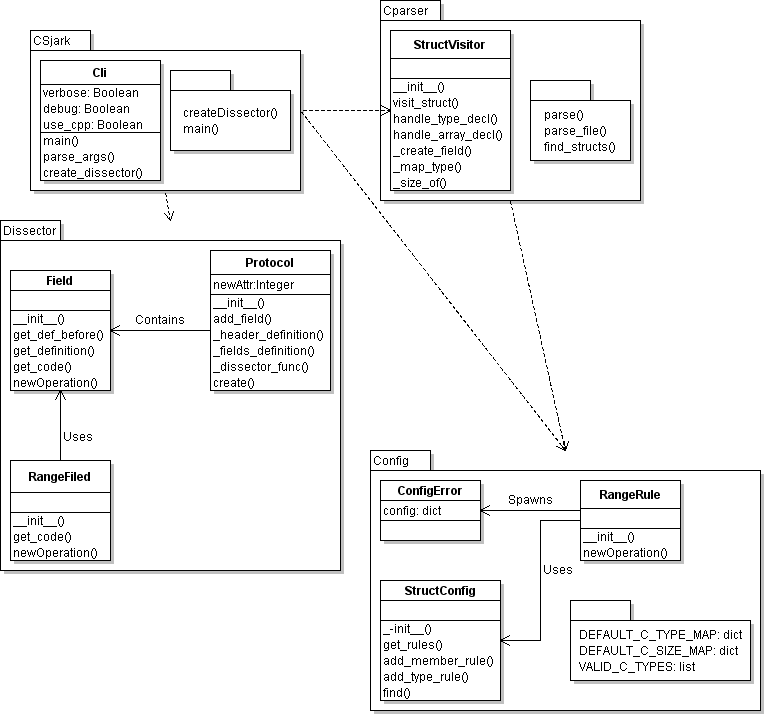 Cparser
StructVisitor
__init__()
visit_struct()
handle_type_decl()
handle_array_decl()
_create_field()
_map_type()
_size_of()
parse()
parse_file()
find_structs()
CSjark
Cli
verbose: Boolean
debug: Boolean
use_cpp: Boolean
main()
parse_args()
create_dissector()
createDissector()
main()
Dissector
Field
__init__()
get_def_before()
get_definition()
get_code()
newOperation()
Contains
Protocol
newAttr:Integer
__init__()
add_field()
_header_definition()
_fields_definition()
_dissector_func()
create()
Uses
RangeFiled
__init__()
get_code()
newOperation()
Config
ConfigError
config: dict
Spawns
RangeRule
__init__()
newOperation()
Uses
StructConfig
_-init__()
get_rules()
add_member_rule()
add_type_rule()
find()
DEFAULT_C_TYPE_MAP: dict
DEFAULT_C_SIZE_MAP: dict
VALID_C_TYPES: list